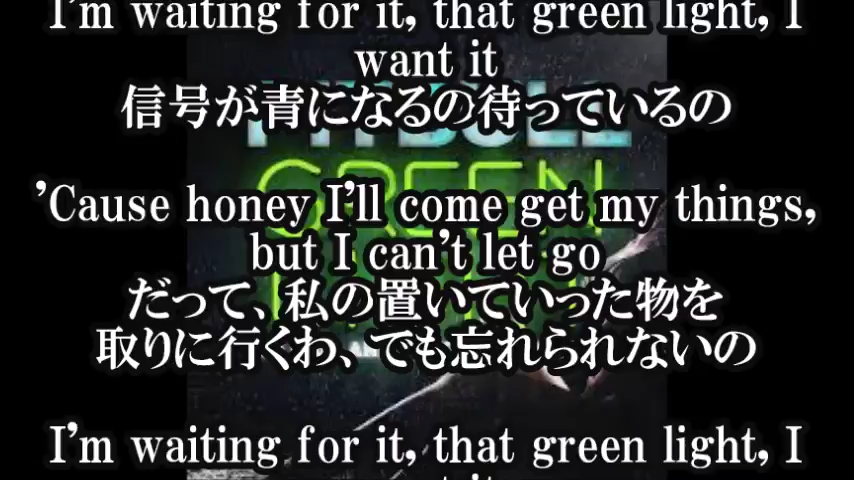 I'm waiting for it, that green light, I
want it
信号が青になるの待っているの
'Cause honey I'll come get my things,
but I can't let go
だって、私の置いていった物を
取りに行くわ、でも忘れられないの
I'm waiting for it, that green light, I
PITBULL
GREEN